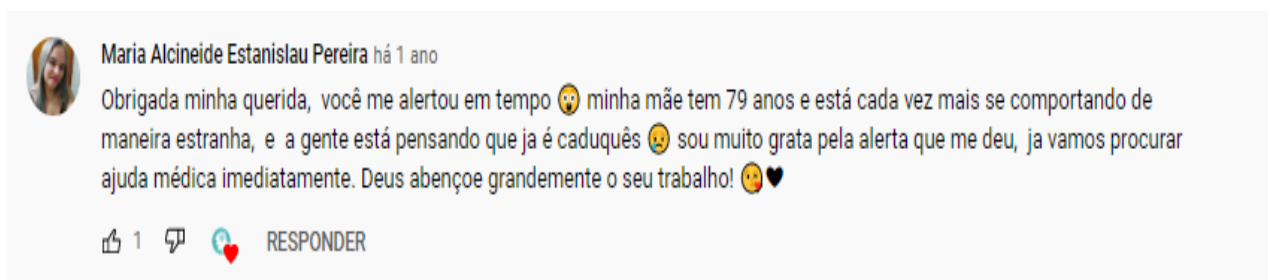 Maria Alcineide Estanislau Pereira há 1 ano
Obrigada minha querida, você me alertou em tempo 😲 minha mãe tem 79 anos e está cada vez mais se comportando de
maneira estranha, e a gente está pensando que já é caduquês 😥 sou muito grata pela alerta que me deu, ja vamos procurar
ajuda médica imediatamente. Deus abençoe grandemente o seu trabalho! 😘🖤
1 RESPONDER